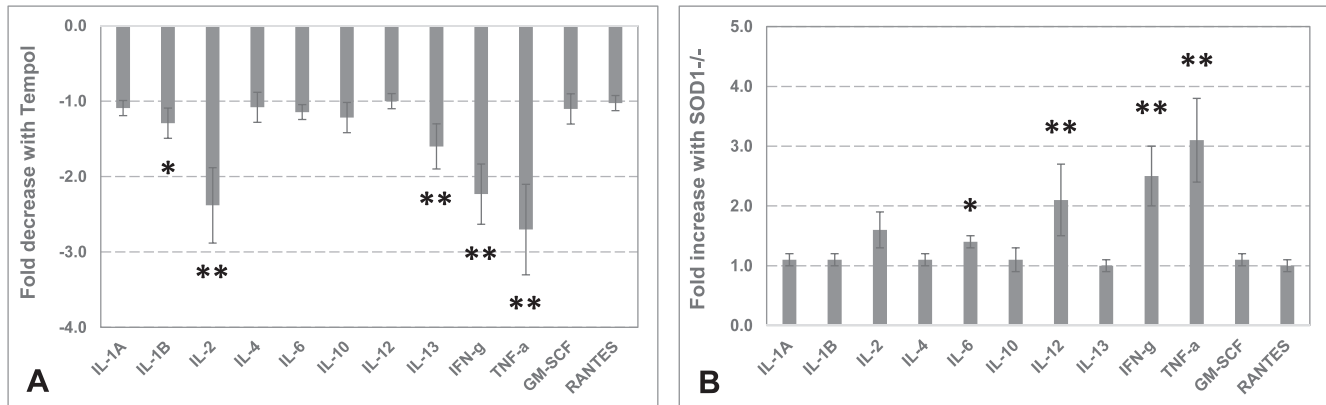 Fold decrease with Tempol
0.0
-1.0
-2.0
-3.0
-4.0
*
**
**
**
**
IL-1A
IL-1B
IL-2
IL-4
IL-6
IL-10
IL-12
IL-13
IFN-g
TNF-a
GM-SCF
RANTES
A
Fold increase with SOD1-/-
5.0
4.0
3.0
2.0
1.0
0.0
*
**
**
**
IL-1A
IL-1B
IL-2
IL-4
IL-6
IL-10
IL-12
IL-13
IFN-g
TNF-a
GM-SCF
RANTES
B